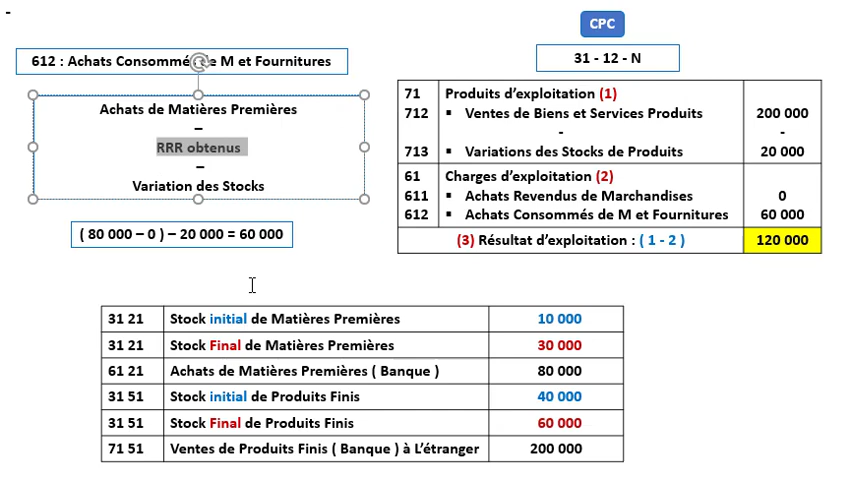 CPC
31 - 12 - N
612 : Achats Consommés de M et Fournitures
Achats de Matières Premières
–
RRR obtenus
–
Variation des Stocks
( 80 000 – 0 ) – 20 000 = 60 000
71 Produits d'exploitation (1)
712 ▪ Ventes de Biens et Services Produits 200 000
- -
713 ▪ Variations des Stocks de Produits 20 000
61 Charges d'exploitation (2)
611 ▪ Achats Revendus de Marchandises 0
612 ▪ Achats Consommés de M et Fournitures 60 000
(3) Résultat d'exploitation : ( 1 - 2 ) 120 000
31 21 Stock initial de Matières Premières 10 000
31 21 Stock Final de Matières Premières 30 000
61 21 Achats de Matières Premières ( Banque ) 80 000
31 51 Stock initial de Produits Finis 40 000
31 51 Stock Final de Produits Finis 60 000
71 51 Ventes de Produits Finis ( Banque ) à L'étranger 200 000